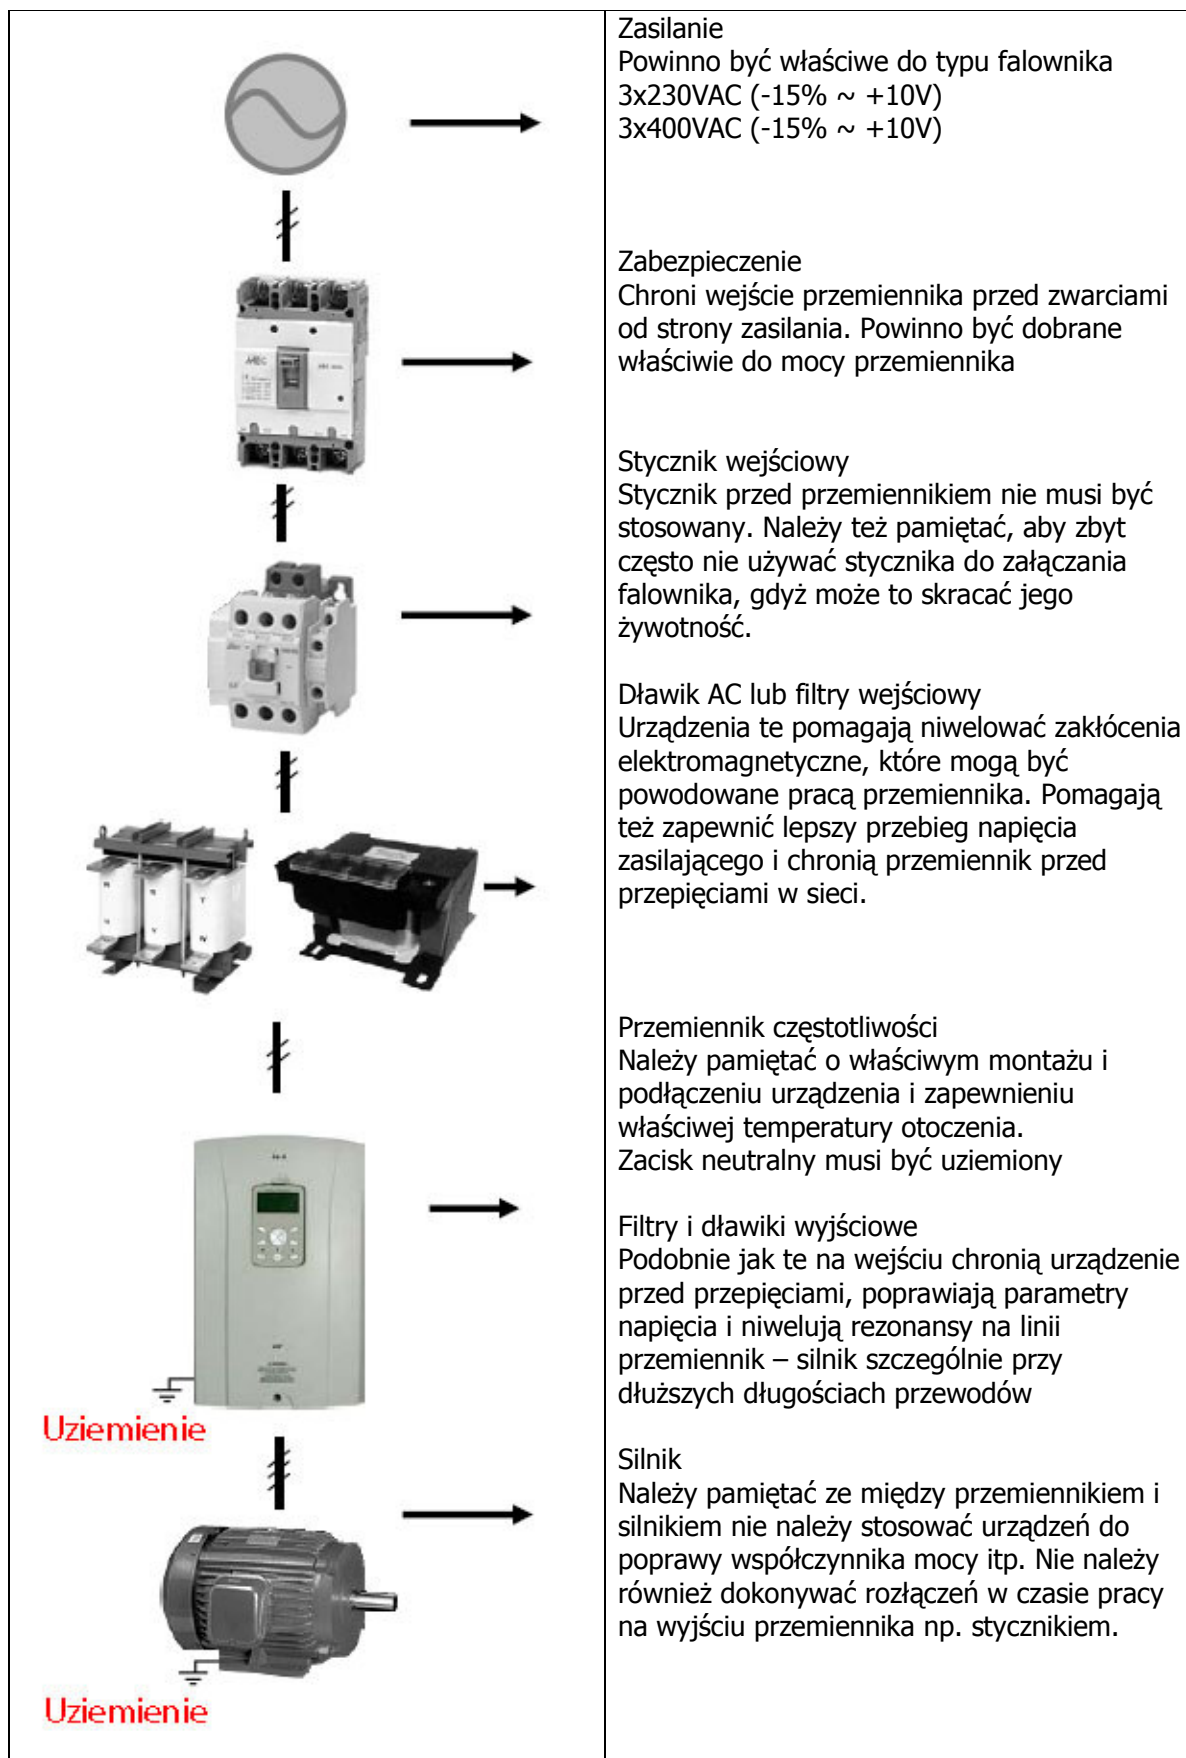 Zasilanie
Powinno być właściwe do typu falownika
3x230VAC (-15% ~ +10V)
3x400VAC (-15% ~ +10V)
Zabezpieczenie
Chroni wejście przemiennika przed zwarciami
od strony zasilania. Powinno być dobrane
właściwie do mocy przemiennika
Stycznik wejściowy
Stycznik przed przemiennikiem nie musi być
stosowany. Należy też pamiętać, aby zbyt
często nie używać stycznika do załączania
falownika, gdyż może to skracać jego
żywotność.
Dławik AC lub filtry wejściowy
Urządzenia te pomagają niwelować zakłócenia
elektromagnetyczne, które mogą być
powodowane pracą przemiennika. Pomagają
też zapewnić lepszy przebieg napięcia
zasilającego i chronią przemiennik przed
przepięciami w sieci.
Przemiennik częstotliwości
Należy pamiętać o właściwym montażu i
podłączeniu urządzenia i zapewnieniu
właściwej temperatury otoczenia.
Zacisk neutralny musi być uziemiony
Filtry i dławiki wyjściowe
Podobnie jak te na wejściu chronią urządzenie
przed przepięciami, poprawiają parametry
napięcia i niwelują rezonansy na linii
przemiennik – silnik szczególnie przy
dłuższych długościach przewodów
Uziemienie
Silnik
Należy pamiętać ze między przemiennikiem i
silnikiem nie należy stosować urządzeń do
poprawy współczynnika mocy itp. Nie należy
również dokonywać rozłączeń w czasie pracy
na wyjściu przemiennika np. stycznikiem.
Uziemienie